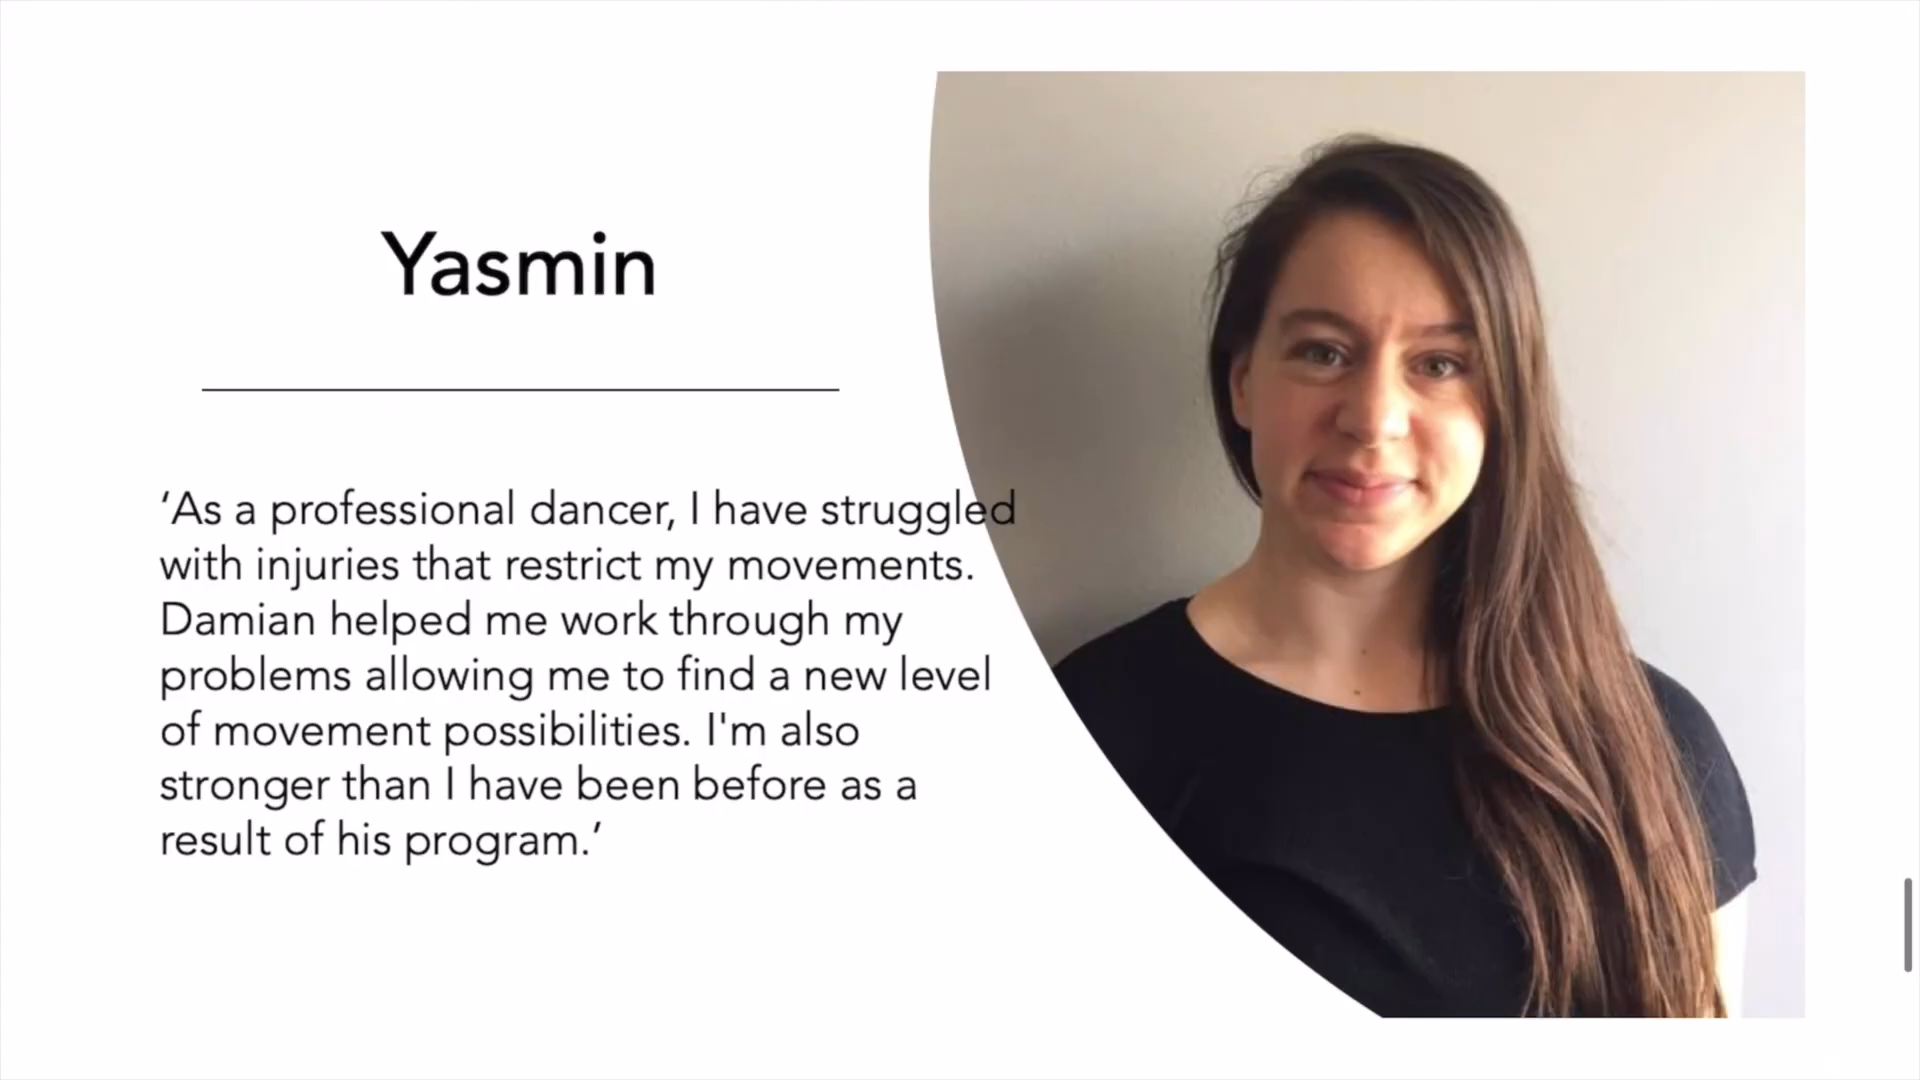 Yasmin
‘As a professional dancer, I have struggled
with injuries that restrict my movements.
Damian helped me work through my
problems allowing me to find a new level
of movement possibilities. I'm also
stronger than I have been before as a
result of his program.’